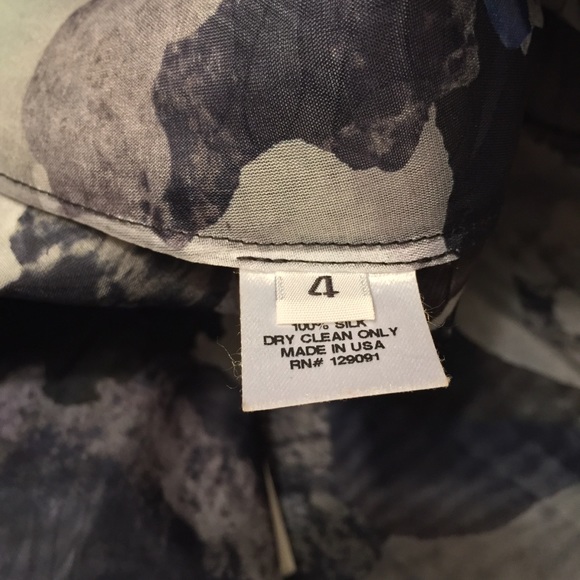 4
100% SILK
DRY CLEAN ONLY
MADE IN USA
RN# 129091